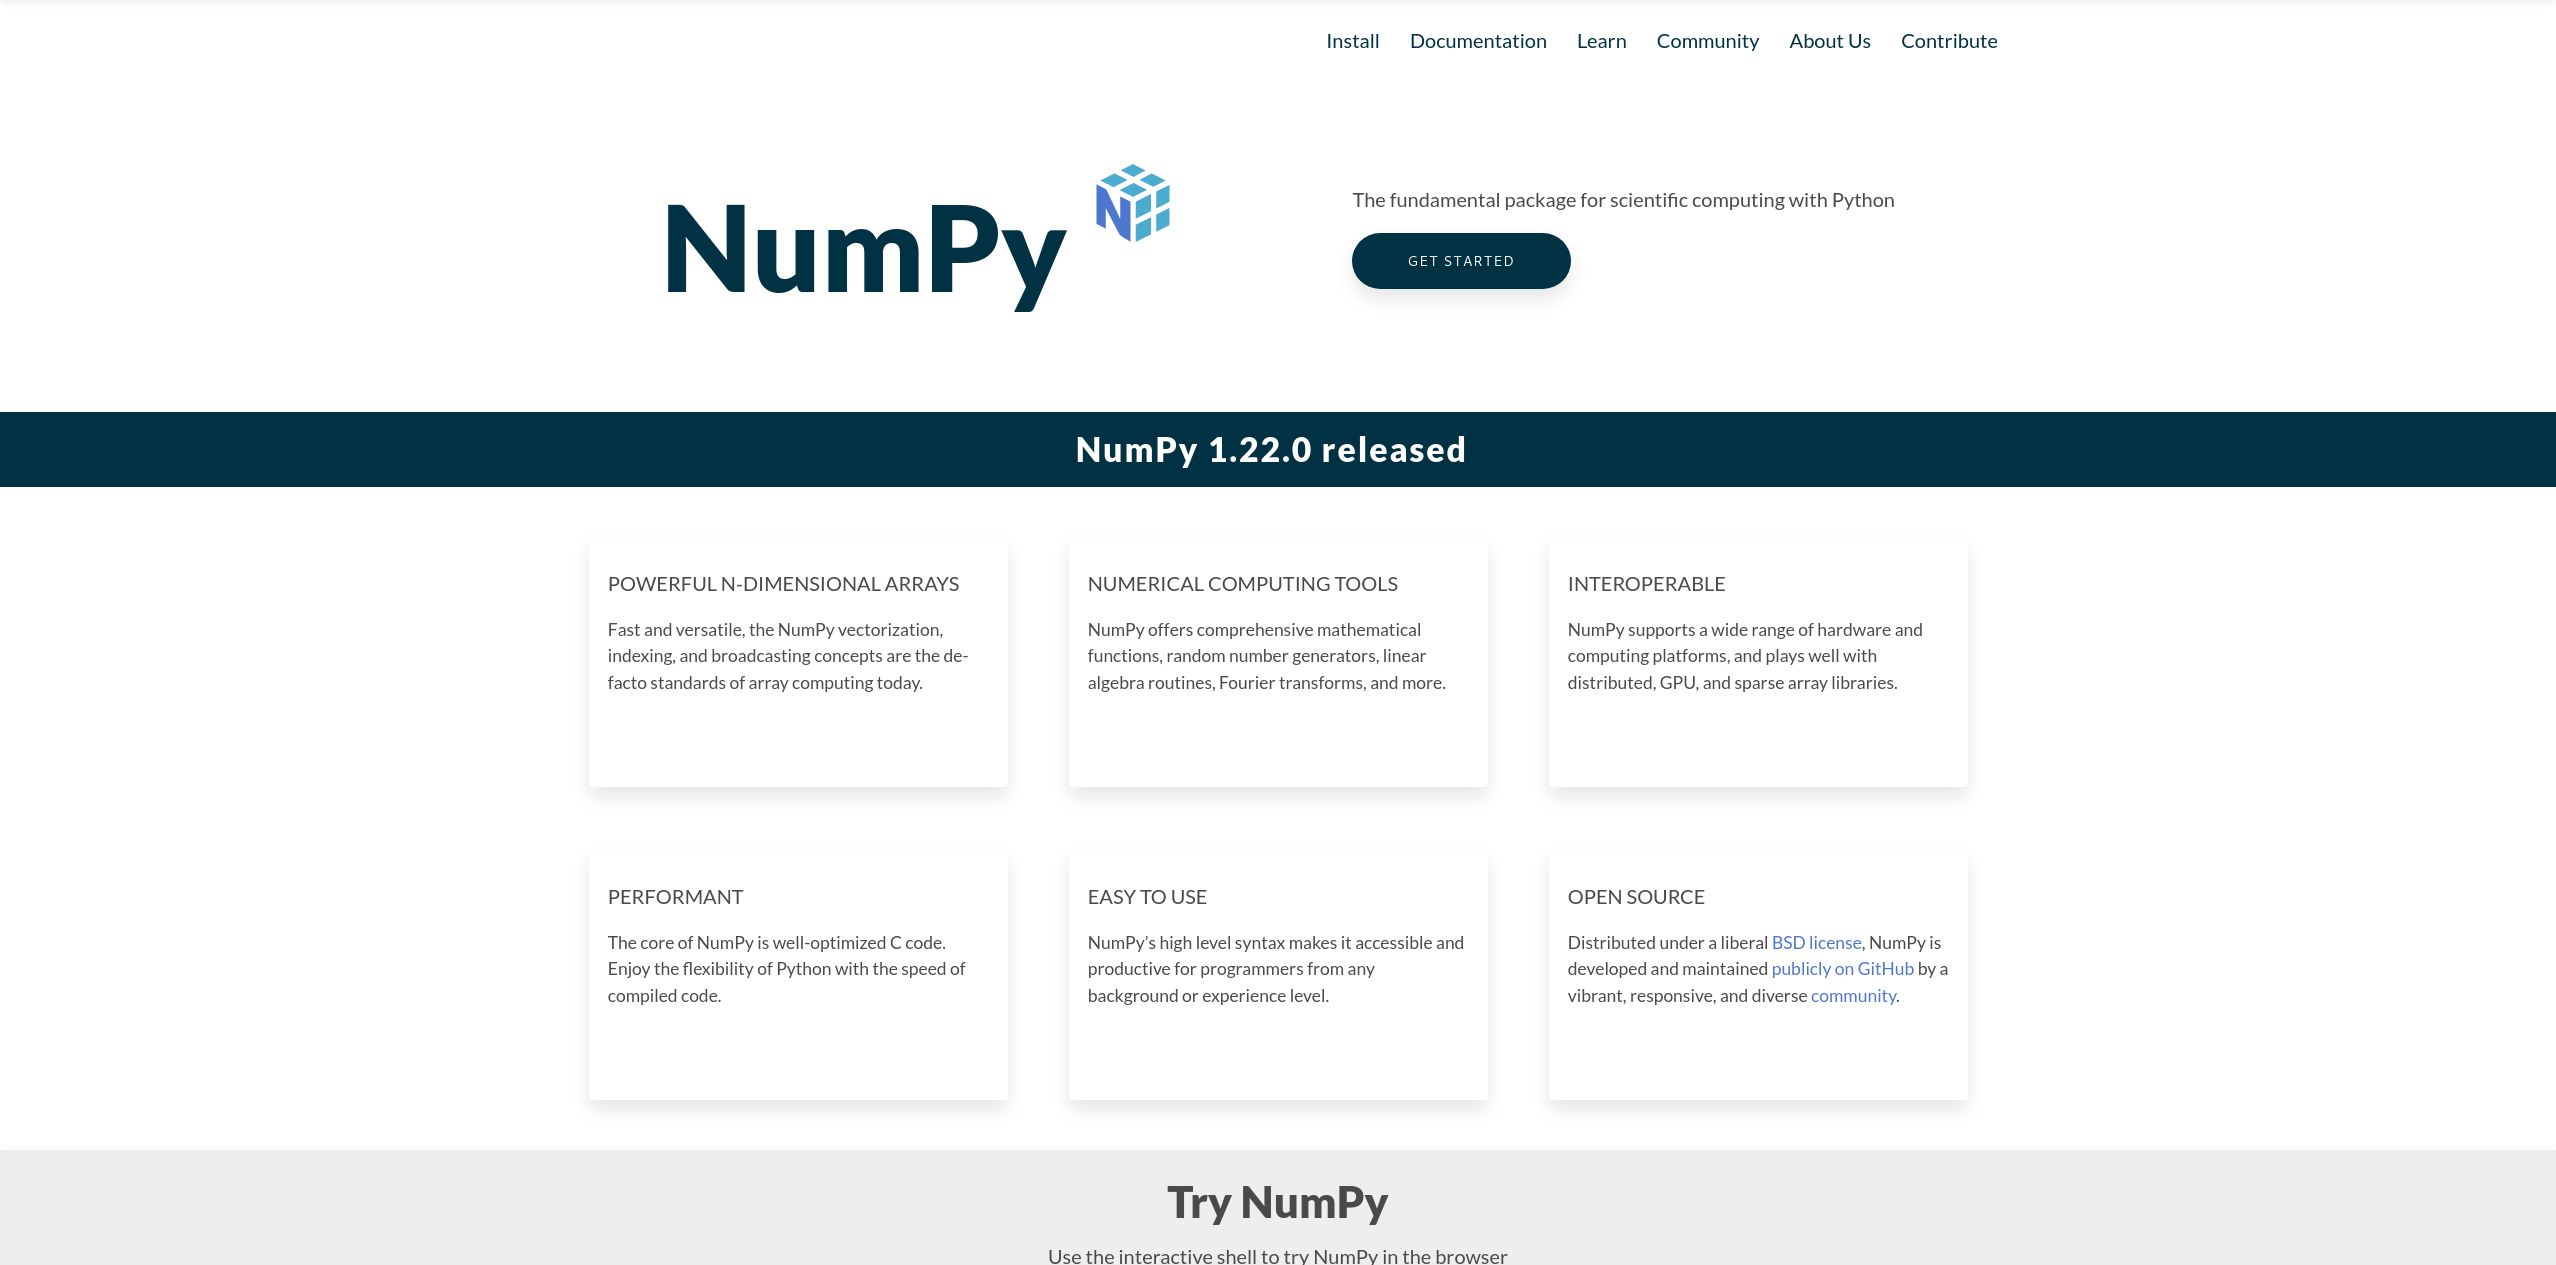 Install Documentation Learn Community About Us Contribute
NumPy
The fundamental package for scientific computing with Python
GET STARTED
NumPy 1.22.0 released
POWERFUL N-DIMENSIONAL ARRAYS
Fast and versatile, the NumPy vectorization,
indexing, and broadcasting concepts are the de-
facto standards of array computing today.
NUMERICAL COMPUTING TOOLS
NumPy offers comprehensive mathematical
functions, random number generators, linear
algebra routines, Fourier transforms, and more.
INTEROPERABLE
NumPy supports a wide range of hardware and
computing platforms, and plays well with
distributed, GPU, and sparse array libraries.
PERFORMANT
The core of NumPy is well-optimized C code.
Enjoy the flexibility of Python with the speed of
compiled code.
EASY TO USE
NumPy’s high level syntax makes it accessible and
productive for programmers from any
background or experience level.
OPEN SOURCE
Distributed under a liberal BSD license, NumPy is
developed and maintained publicly on GitHub by a
vibrant, responsive, and diverse community.
Try NumPy
Use the interactive shell to try NumPy in the browser